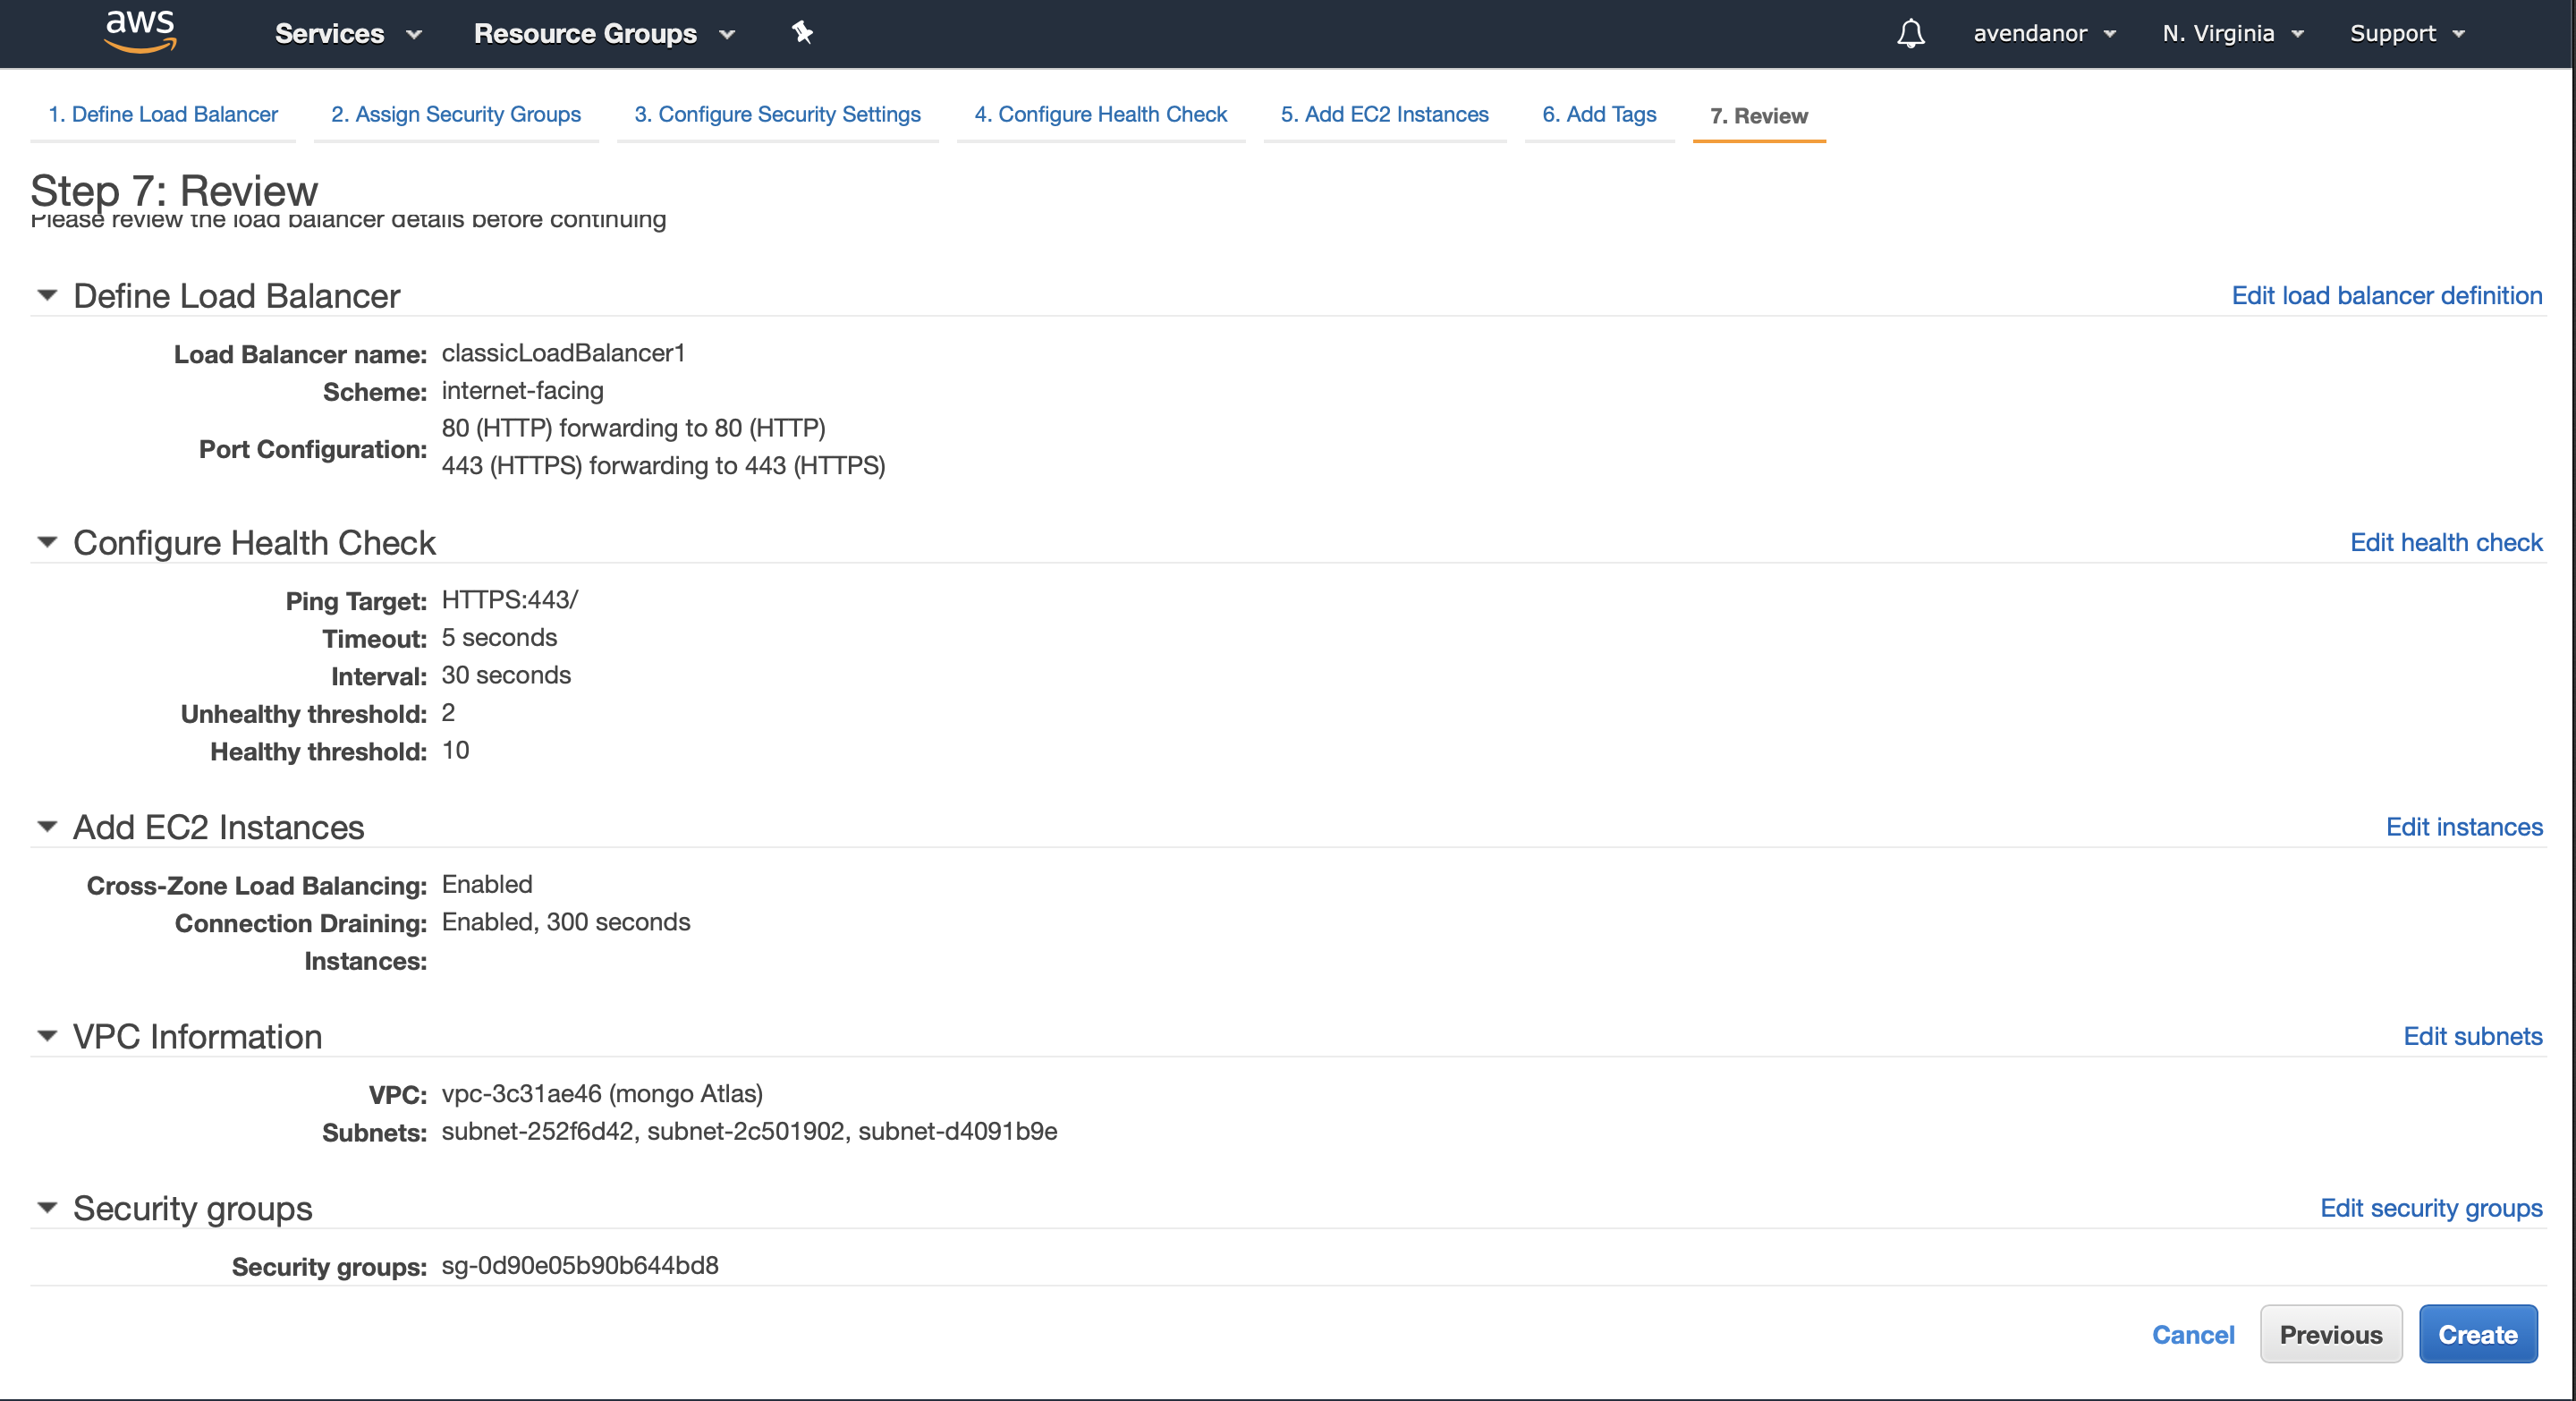 aws Services Resource Groups avendanor N. Virginia Support
1. Define Load Balancer 2. Assign Security Groups 3. Configure Security Settings 4. Configure Health Check 5. Add EC2 Instances 6. Add Tags 7. Review
Step 7: Review
Please review the load balancer details before continuing
Define Load Balancer Edit load balancer definition
Load Balancer name: classicLoadBalancer1
Scheme: internet-facing
Port Configuration: 80 (HTTP) forwarding to 80 (HTTP)
443 (HTTPS) forwarding to 443 (HTTPS)
Configure Health Check Edit health check
Ping Target: HTTPS:443/
Timeout: 5 seconds
Interval: 30 seconds
Unhealthy threshold: 2
Healthy threshold: 10
Add EC2 Instances Edit instances
Cross-Zone Load Balancing: Enabled
Connection Draining: Enabled, 300 seconds
Instances:
VPC Information Edit subnets
VPC: vpc-3c31ae46 (mongo Atlas)
Subnets: subnet-252f6d42, subnet-2c501902, subnet-d4091b9e
Security groups Edit security groups
Security groups: sg-0d90e05b90b644bd8
Cancel Previous Create